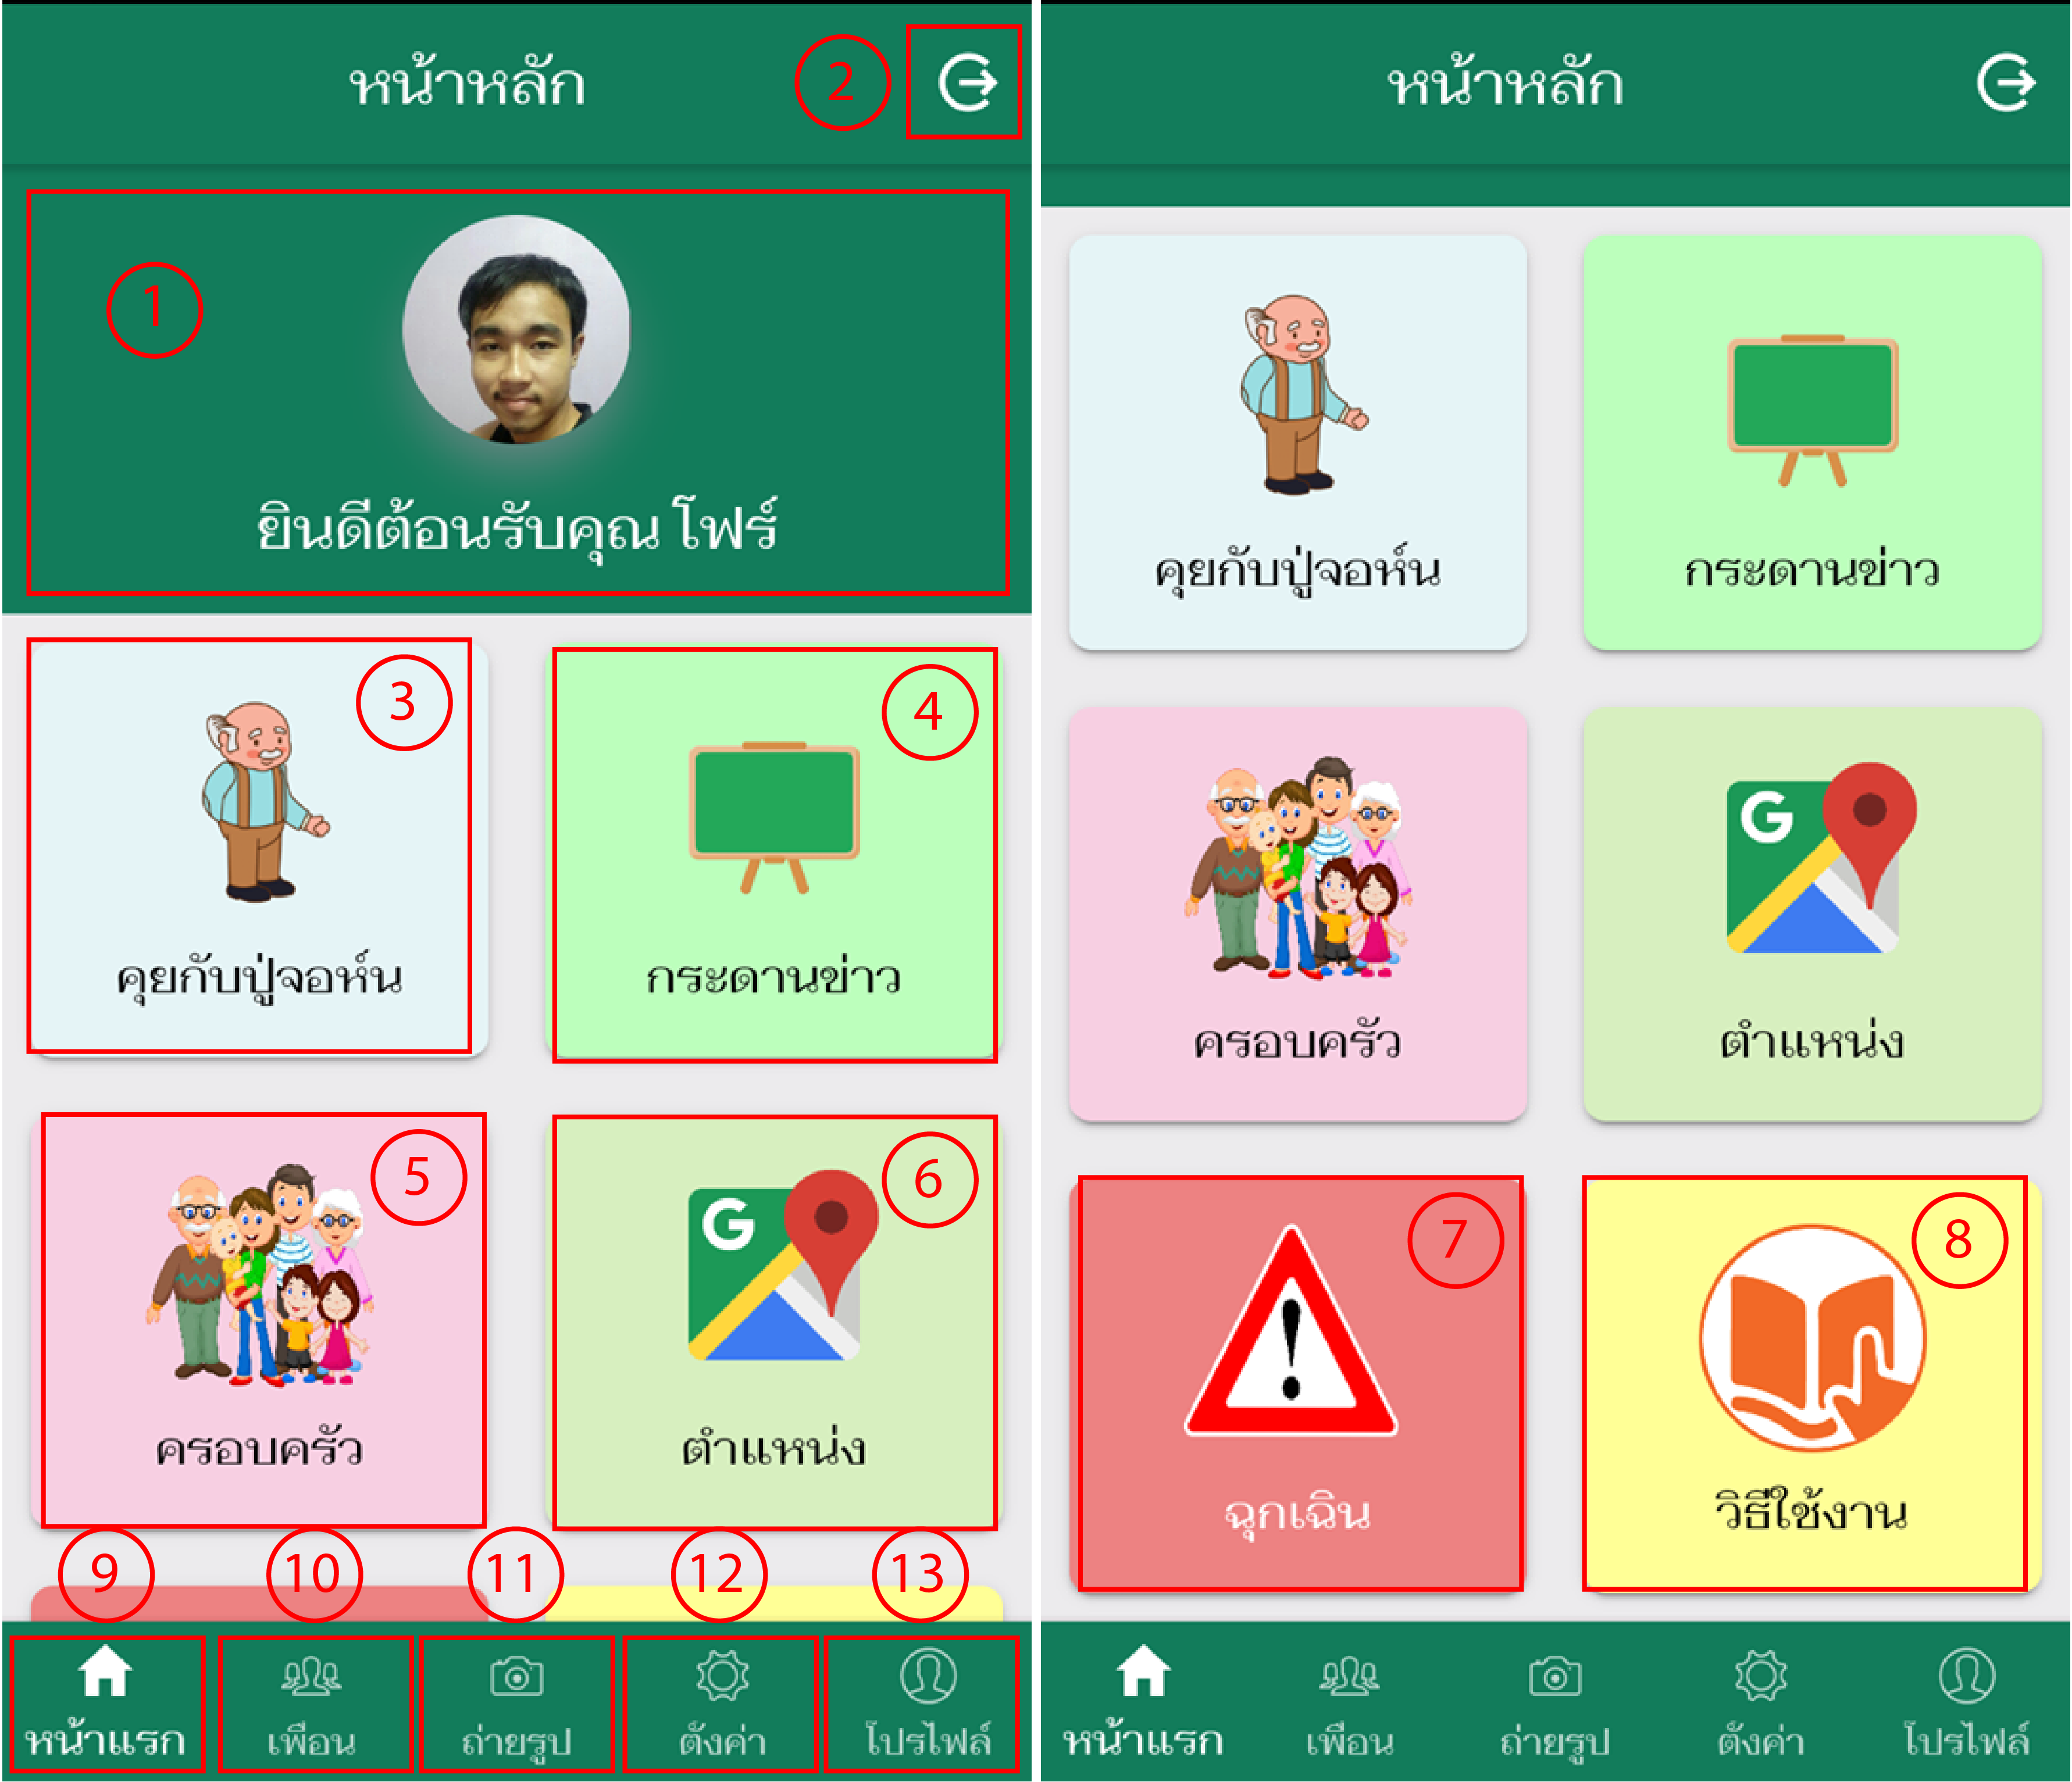 หน้าหลัก
2
1
ยินดีต้อนรับคุณ โฟร์
3
4
คุยกับปู่จอห์น
กระดานข่าว
5
6
G
ครอบครัว
ตำแหน่ง
9
10
11
12
13
หน้าแรก
เพื่อน
ถ่ายรูป
ตั้งค่า
โปรไฟล์
หน้าหลัก
คุยกับปู่จอห์น
กระดานข่าว
G
ครอบครัว
ตำแหน่ง
7
8
ฉุกเฉิน
วิธีใช้งาน
หน้าแรก
เพื่อน
ถ่ายรูป
ตั้งค่า
โปรไฟล์